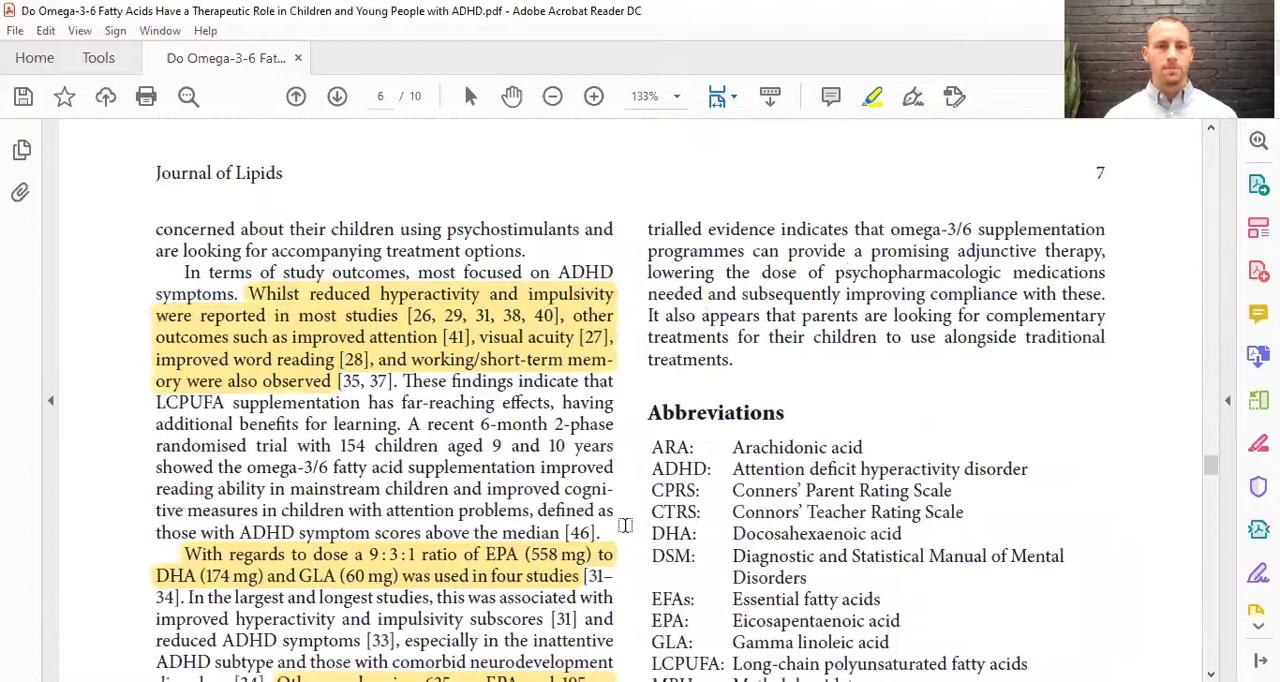 Do Omega-3-6 Fatty Acids Have a Therapeutic Role in Children and Young People with ADHD.pdf - Adobe Acrobat Reader DC
File Edit View Sign Window Help
Home Tools Do Omega-3-6 Fat... ×
6 / 10 133%
Journal of Lipids 7
concerned about their children using psychostimulants and
are looking for accompanying treatment options.
In terms of study outcomes, most focused on ADHD
symptoms. Whilst reduced hyperactivity and impulsivity
were reported in most studies [26, 29, 31, 38, 40], other
outcomes such as improved attention [41], visual acuity [27],
improved word reading [28], and working/short-term mem-
ory were also observed [35, 37]. These findings indicate that
LCPUFA supplementation has far-reaching effects, having
additional benefits for learning. A recent 6-month 2-phase
randomised trial with 154 children aged 9 and 10 years
showed the omega-3/6 fatty acid supplementation improved
reading ability in mainstream children and improved cogni-
tive measures in children with attention problems, defined as
those with ADHD symptom scores above the median [46].
With regards to dose a 9 : 3 : 1 ratio of EPA (558 mg) to
DHA (174 mg) and GLA (60 mg) was used in four studies [31–
34]. In the largest and longest studies, this was associated with
improved hyperactivity and impulsivity subscores [31] and
reduced ADHD symptoms [33], especially in the inattentive
ADHD subtype and those with comorbid neurodevelopment
trialled evidence indicates that omega-3/6 supplementation
programmes can provide a promising adjunctive therapy,
lowering the dose of psychopharmacologic medications
needed and subsequently improving compliance with these.
It also appears that parents are looking for complementary
treatments for their children to use alongside traditional
treatments.
Abbreviations
ARA: Arachidonic acid
ADHD: Attention deficit hyperactivity disorder
CPRS: Conners' Parent Rating Scale
CTRS: Connors' Teacher Rating Scale
DHA: Docosahexaenoic acid
DSM: Diagnostic and Statistical Manual of Mental
Disorders
EFAs: Essential fatty acids
EPA: Eicosapentaenoic acid
GLA: Gamma linoleic acid
LCPUFA: Long-chain polyunsaturated fatty acids